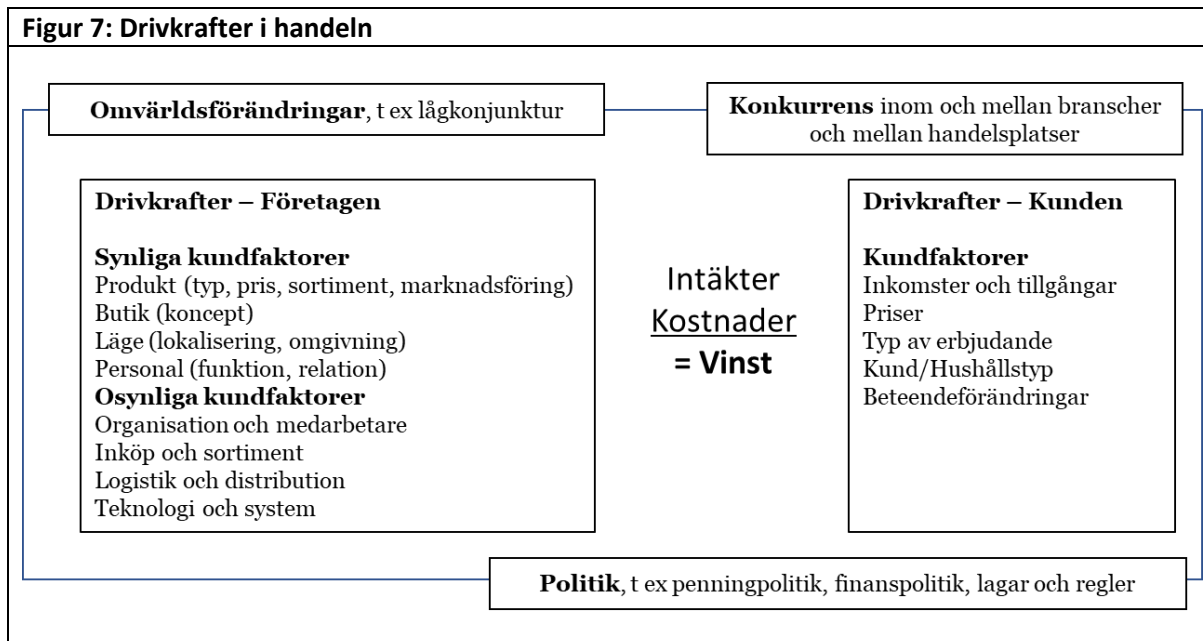 Figur 7: Drivkrafter i handeln
Omvärldsförändringar, t ex lågkonjunktur
Konkurrens inom och mellan branscher
och mellan handelsplatser
Drivkrafter – Företagen
Synliga kundfaktorer
Produkt (typ, pris, sortiment, marknadsföring)
Butik (koncept)
Läge (lokalisering, omgivning)
Personal (funktion, relation)
Osynliga kundfaktorer
Organisation och medarbetare
Inköp och sortiment
Logistik och distribution
Teknologi och system
Intäkter
Kostnader
= Vinst
Drivkrafter – Kunden
Kundfaktorer
Inkomster och tillgångar
Priser
Typ av erbjudande
Kund/Hushållstyp
Beteendeförändringar
Politik, t ex penningpolitik, finanspolitik, lagar och regler